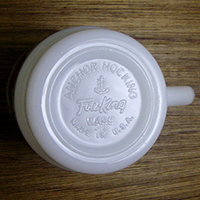 ANCHOR HOCKING
Fire-King
WARE
MADE IN U.S.A.